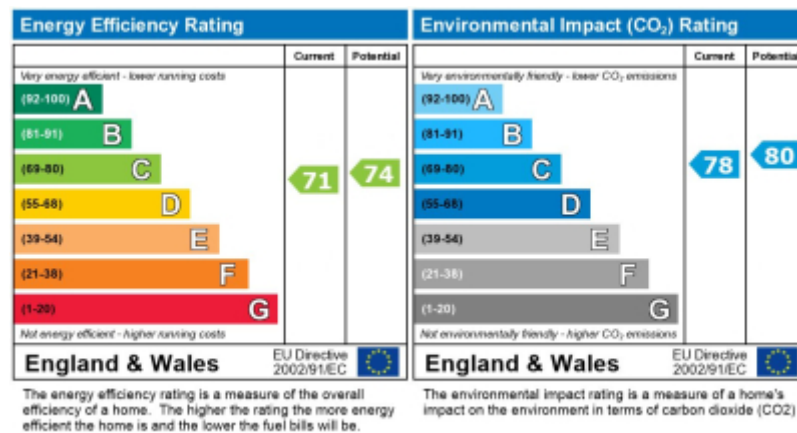 Energy Efficiency Rating
Current Potential
Very energy efficient - lower running costs
(92-100) A
(81-91) B
(69-80) C
71 74
(55-68) D
(39-54) E
(21-38) F
(1-20) G
Not energy efficient - higher running costs
England & Wales
EU Directive
2002/91/EC
The energy efficiency rating is a measure of the overall
efficiency of a home. The higher the rating the more energy
efficient the home is and the lower the fuel bills will be.
Environmental Impact (CO₂) Rating
Current Potentia
Very environmentally friendly - lower CO₂ emissions
(92-100) A
(81-91) B
(69-80) C
78 80
(55-68) D
(39-54) E
(21-38) F
(1-20) G
Not environmentally friendly - higher CO₂ emissions
England & Wales
EU Directive
2002/91/EC
The environmental impact rating is a measure of a home's
impact on the environment in terms of carbon dioxide (CO2)